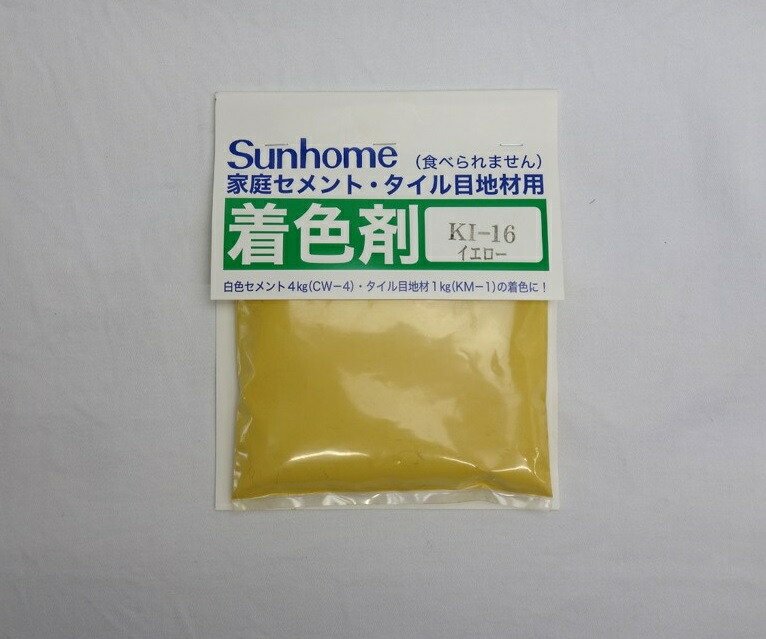 Sunhome （食べられません）
家庭セメント・タイル目地材用
着色剤 KI-16
イエロー
白色セメント4kg(CW－4)・タイル目地材1kg(KM－1)の着色に！